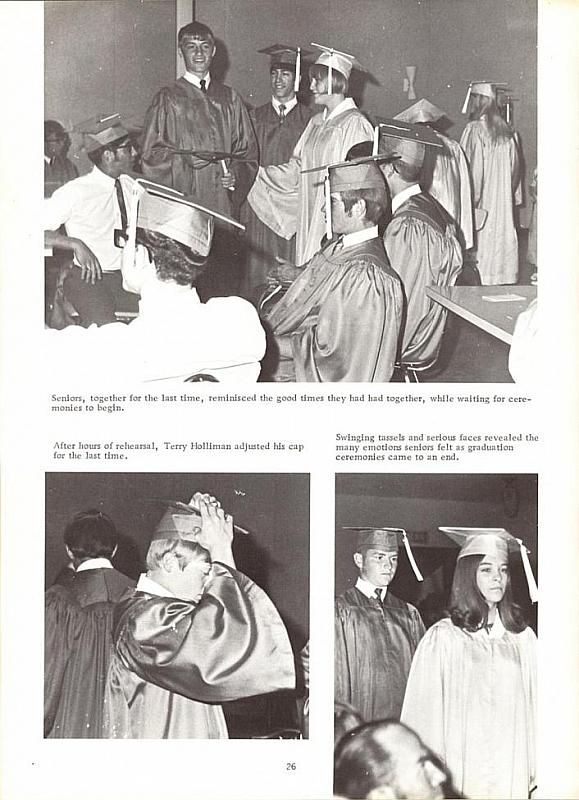 Seniors, together for the last time, reminisced the good times they had had together, while waiting for cere-
monies to begin.
After hours of rehearsal, Terry Holliman adjusted his cap
for the last time.
Swinging tassels and serious faces revealed the
many emotions seniors felt as graduation
ceremonies came to an end.
26